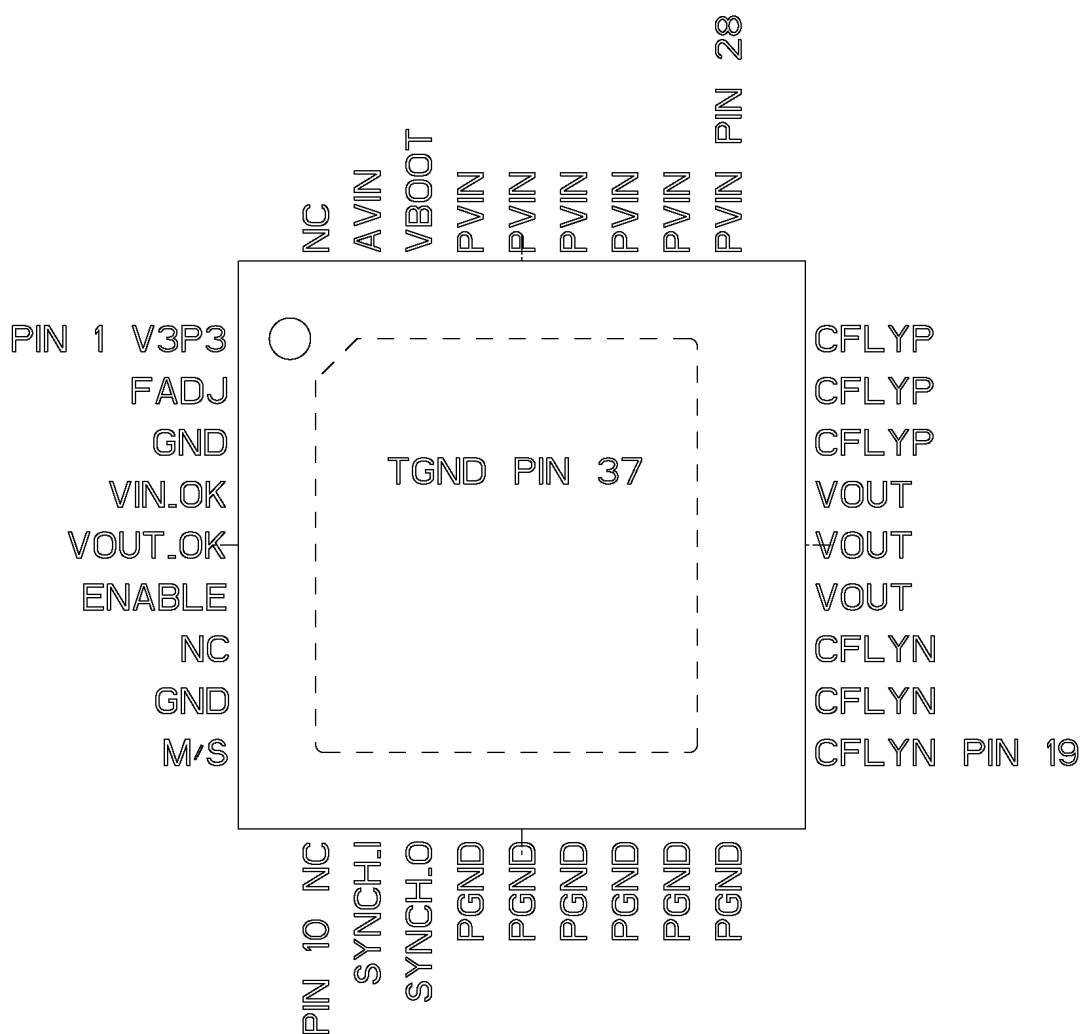 NC
AVIN
VBOOT
PVIN
PVIN
PVIN
PVIN
PVIN
PVIN PIN 28
PIN 1 V3P3
FADJ
GND
VIN_OK
VOUT_OK
ENABLE
NC
GND
M/S
TGND PIN 37
CFLYP
CFLYP
CFLYP
VOUT
VOUT
VOUT
CFLYN
CFLYN
CFLYN PIN 19
PIN 10 NC
SYNCH_I
SYNCH_O
PGND
PGND
PGND
PGND
PGND
PGND